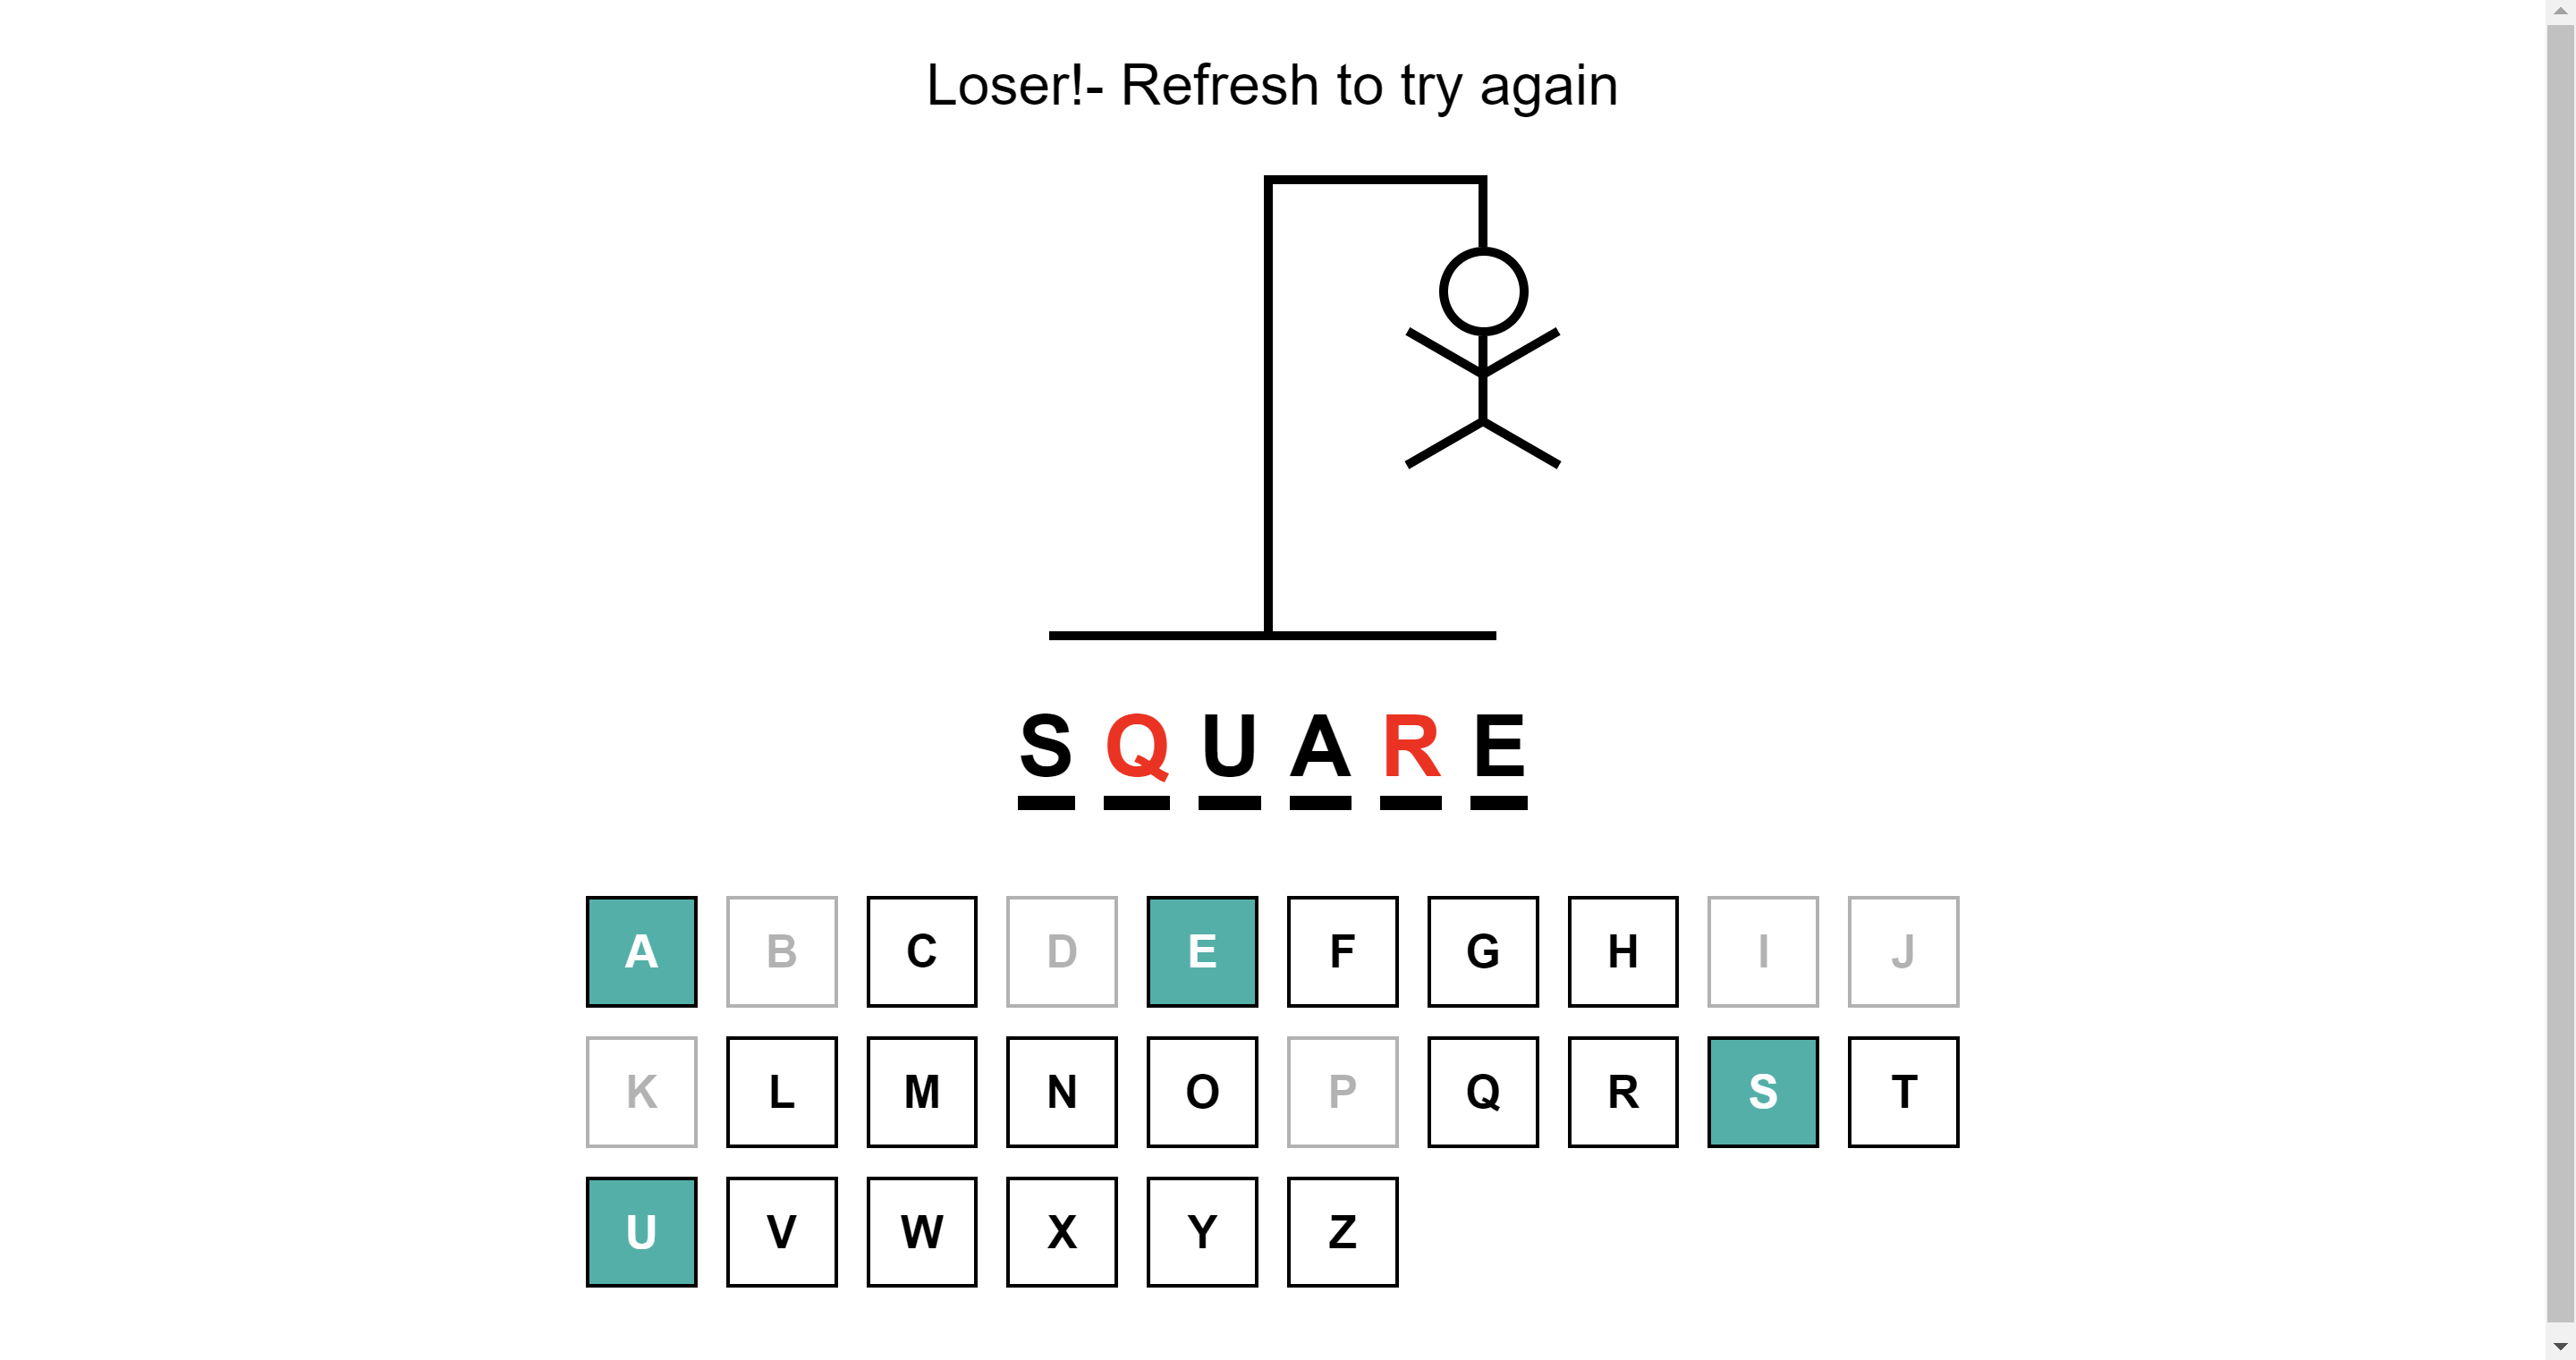 Loser!- Refresh to try again
S Q U A R E
A B C D E F G H I J
K L M N O P Q R S T
U V W X Y Z